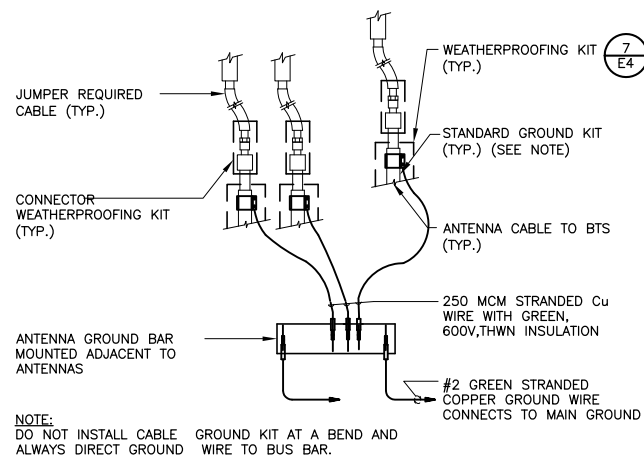 WEATHERPROOFING KIT
(TYP.)
7
E4
JUMPER REQUIRED
CABLE (TYP.)
STANDARD GROUND KIT
(TYP.) (SEE NOTE)
CONNECTOR
WEATHERPROOFING KIT
(TYP.)
ANTENNA CABLE TO BTS
(TYP.)
250 MCM STRANDED Cu
WIRE WITH GREEN,
600V,THWN INSULATION
ANTENNA GROUND BAR
MOUNTED ADJACENT TO
ANTENNAS
#2 GREEN STRANDED
COPPER GROUND WIRE
CONNECTS TO MAIN GROUND
NOTE:
DO NOT INSTALL CABLE GROUND KIT AT A BEND AND
ALWAYS DIRECT GROUND WIRE TO BUS BAR.